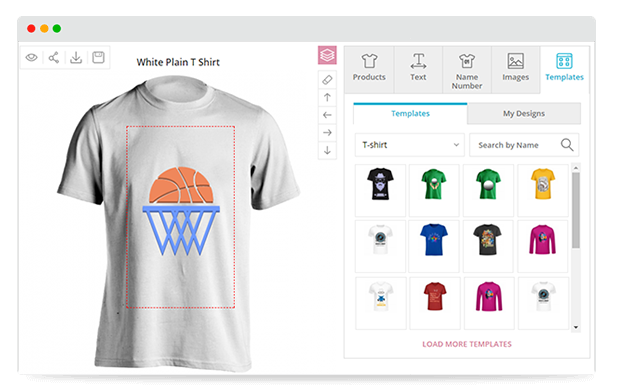 White Plain T Shirt
Products
Text
Name
Number
Images
Templates
Templates
My Designs
T-shirt
Search by Name
LOAD MORE TEMPLATES